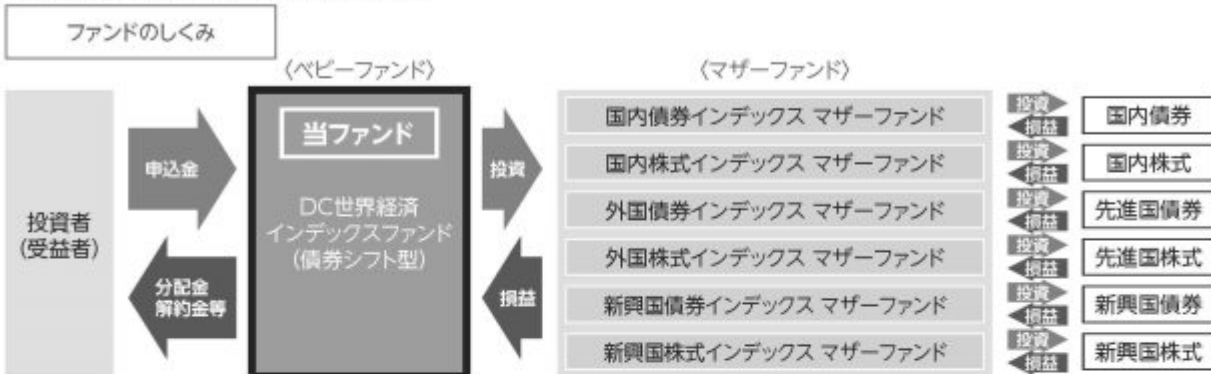 ファンドのしくみ
〈ベビーファンド〉
〈マザーファンド〉
投資者
(受益者)
申込金
分配金
解約金等
当ファンド
DC世界経済
インデックスファンド
(債券シフト型)
投資
損益
国内債券インデックス マザーファンド
投資
損益
国内債券
国内株式インデックス マザーファンド
投資
損益
国内株式
外国債券インデックス マザーファンド
投資
損益
先進国債券
外国株式インデックス マザーファンド
投資
損益
先進国株式
新興国債券インデックス マザーファンド
投資
損益
新興国債券
新興国株式インデックス マザーファンド
投資
損益
新興国株式